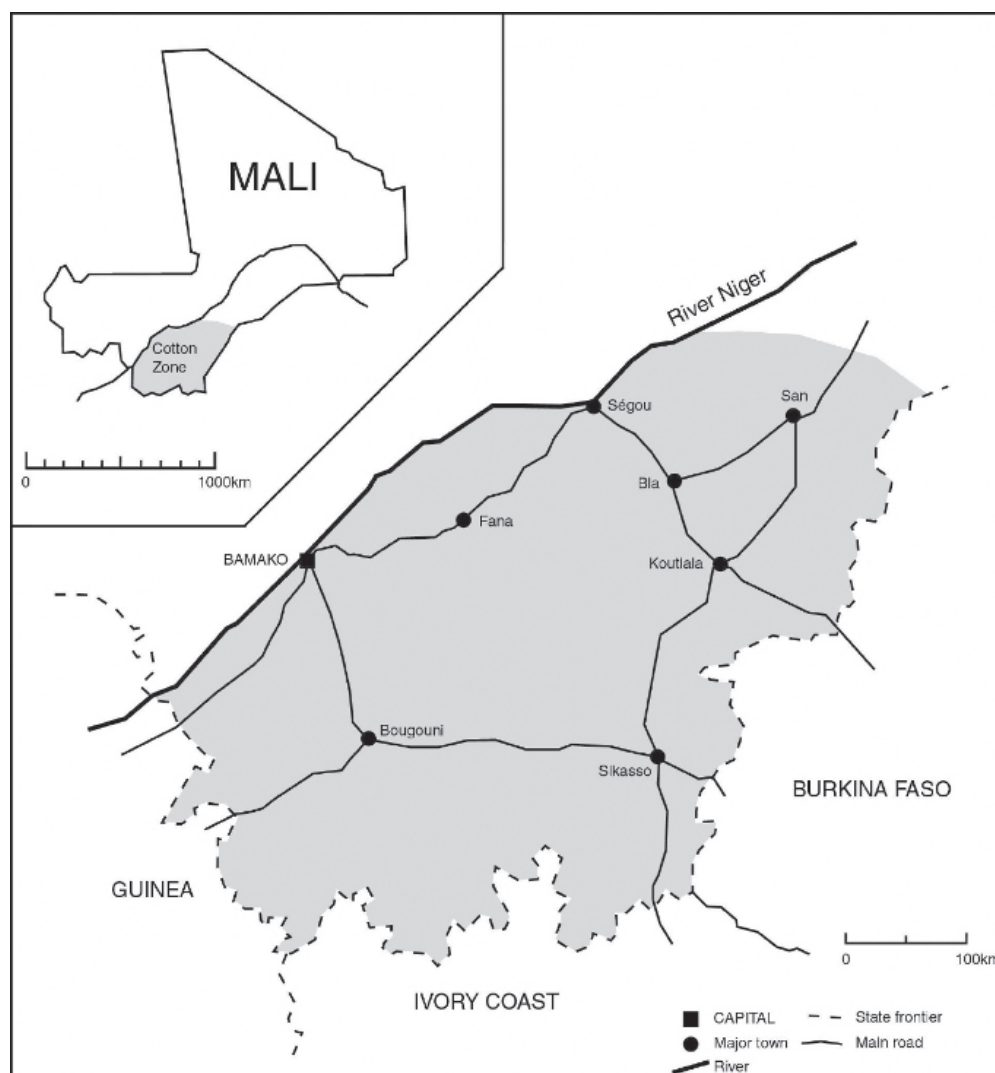 MALI
Cotton
Zone
0 1000km
River Niger
Ségou
San
Bla
Fana
BAMAKO
Koutlala
Bougouni
Sikasso
BURKINA FASO
GUINEA
0 100km
IVORY COAST
CAPITAL
State frontier
Major town
Main road
River